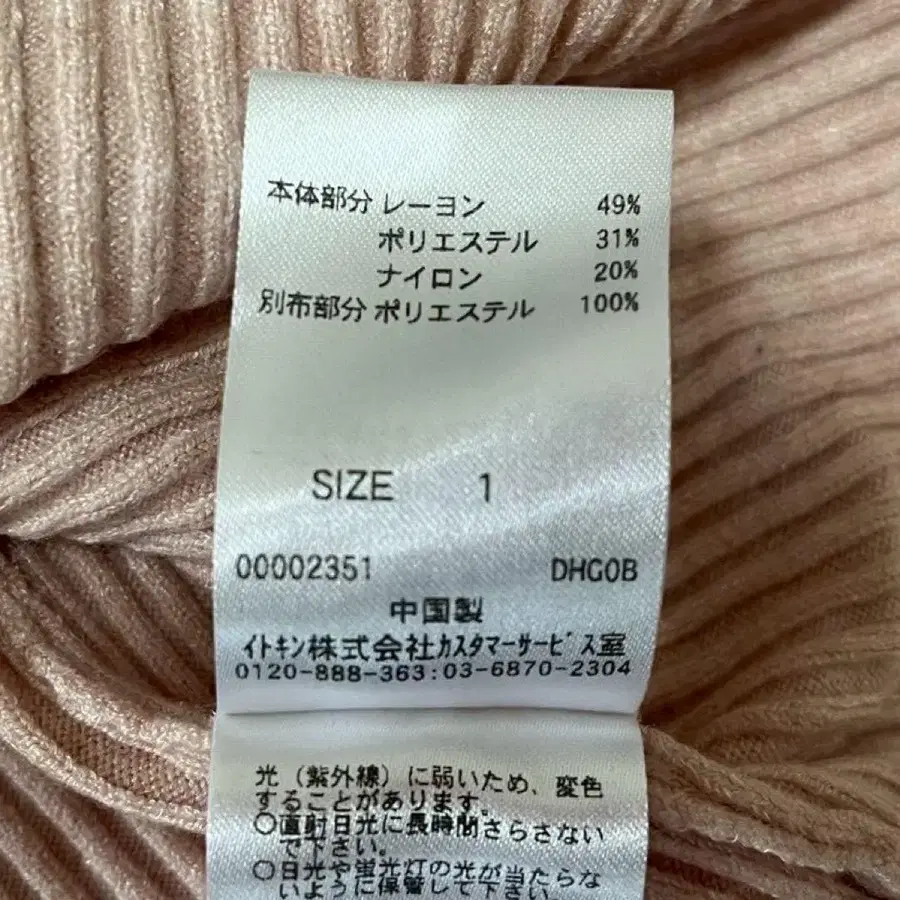 本体部分 レーヨン 49%
ポリエステル 31%
ナイロン 20%
別布部分 ポリエステル 100%
SIZE 1
00002351 DHG0B
中国製
イトキン株式会社カスタマーサービス室
0120-888-363:03-6870-2304
光(紫外線)に弱いため、変色
することがあります。
○直射日光に長時間さらさない
で下さい。
○日光や蛍光灯の光が当たらな
いように保管して下さい。